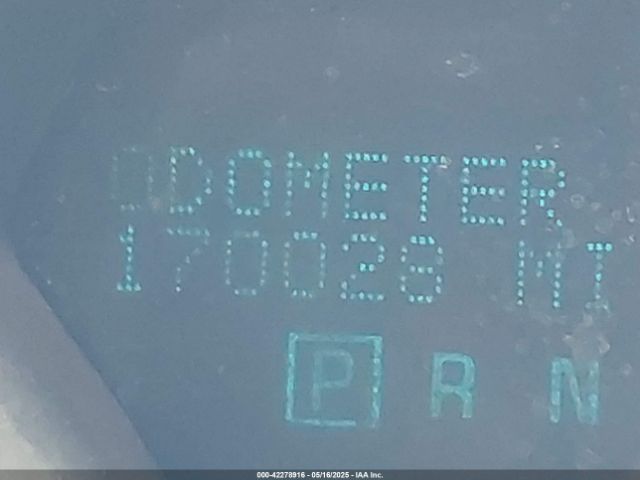 ODOMETER
170028 MI
P R N
000-42278916 - 05/16/2025 - IAA Inc.